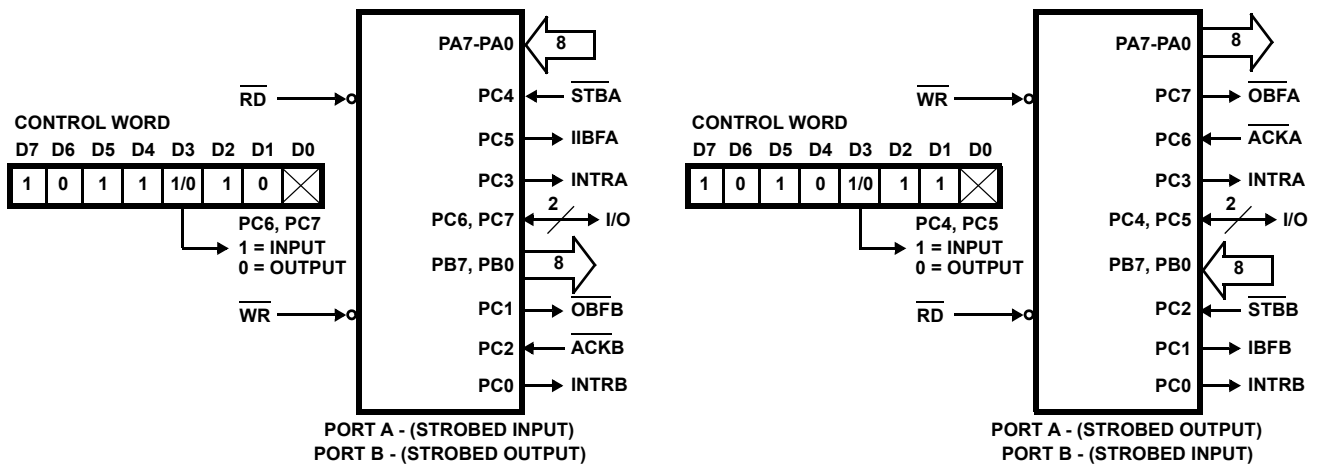 PA7-PA0
8
RD
PC4
STBA
CONTROL WORD
PC5
IIBFA
D7 D6 D5 D4 D3 D2 D1 D0
1 0 1 1 1/0 1 0
PC3
INTRA
PC6, PC7
1 = INPUT
0 = OUTPUT
PC6, PC7
2
I/O
PB7, PB0
8
WR
PC1
OBFB
PC2
ACKB
PC0
INTRB
PORT A - (STROBED INPUT)
PORT B - (STROBED OUTPUT)
PA7-PA0
8
WR
PC7
OBFA
CONTROL WORD
PC6
ACKA
D7 D6 D5 D4 D3 D2 D1 D0
1 0 1 0 1/0 1 1
PC3
INTRA
PC4, PC5
1 = INPUT
0 = OUTPUT
PC4, PC5
2
I/O
PB7, PB0
8
RD
PC2
STBB
PC1
IBFB
PC0
INTRB
PORT A - (STROBED OUTPUT)
PORT B - (STROBED INPUT)